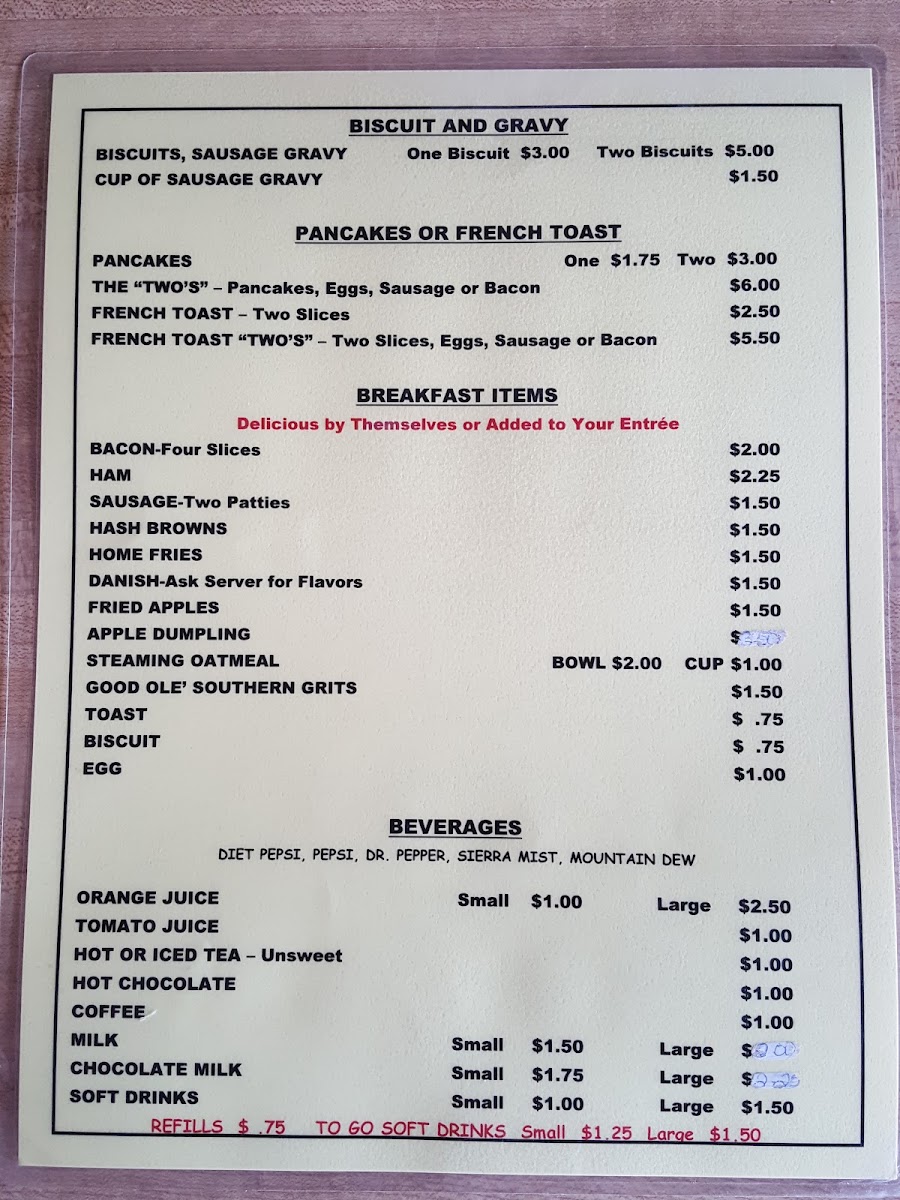 BISCUIT AND GRAVY
BISCUITS, SAUSAGE GRAVY One Biscuit $3.00 Two Biscuits $5.00
CUP OF SAUSAGE GRAVY $1.50
PANCAKES OR FRENCH TOAST
PANCAKES One $1.75 Two $3.00
THE “TWO’S” – Pancakes, Eggs, Sausage or Bacon $6.00
FRENCH TOAST – Two Slices $2.50
FRENCH TOAST “TWO’S” – Two Slices, Eggs, Sausage or Bacon $5.50
BREAKFAST ITEMS
Delicious by Themselves or Added to Your Entrée
BACON-Four Slices $2.00
HAM $2.25
SAUSAGE-Two Patties $1.50
HASH BROWNS $1.50
HOME FRIES $1.50
DANISH-Ask Server for Flavors $1.50
FRIED APPLES $1.50
APPLE DUMPLING $
STEAMING OATMEAL BOWL $2.00 CUP $1.00
GOOD OLE’ SOUTHERN GRITS $1.50
TOAST $ .75
BISCUIT $ .75
EGG $1.00
BEVERAGES
DIET PEPSI, PEPSI, DR. PEPPER, SIERRA MIST, MOUNTAIN DEW
ORANGE JUICE Small $1.00 Large $2.50
TOMATO JUICE $1.00
HOT OR ICED TEA – Unsweet $1.00
HOT CHOCOLATE $1.00
COFFEE $1.00
MILK Small $1.50 Large $2.00
CHOCOLATE MILK Small $1.75 Large $2.25
SOFT DRINKS Small $1.00 Large $1.50
REFILLS $ .75 TO GO SOFT DRINKS Small $1.25 Large $1.50